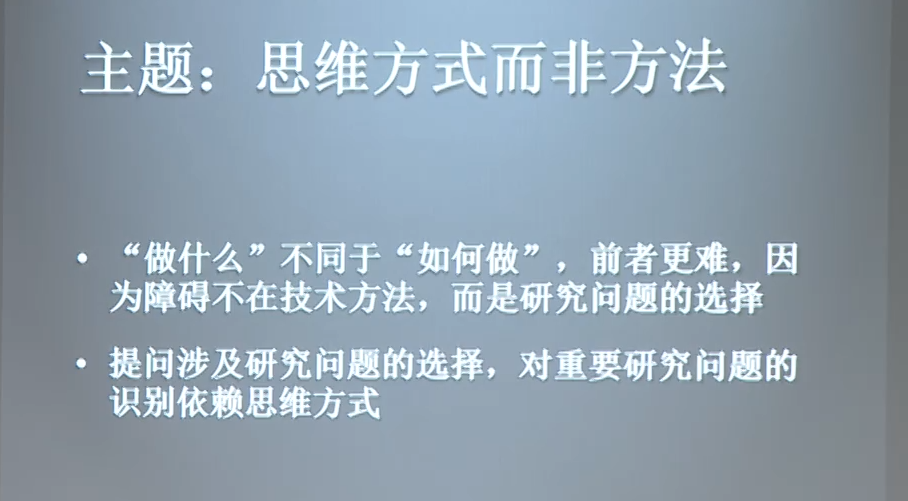 主题：思维方式而非方法
• “做什么”不同于“如何做”，前者更难，因
为障碍不在技术方法，而是研究问题的选择
• 提问涉及研究问题的选择，对重要研究问题的
识别依赖思维方式